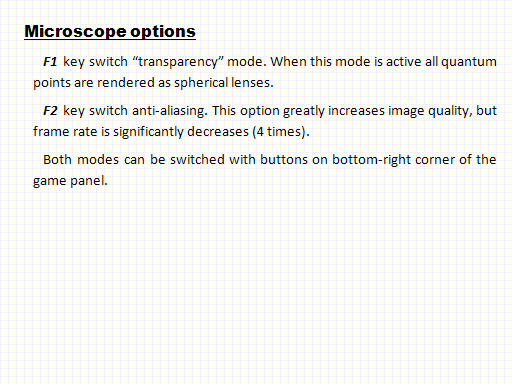 Microscope options
F1 key switch “transparency” mode. When this mode is active all quantum
points are rendered as spherical lenses.
F2 key switch anti-aliasing. This option greatly increases image quality, but
frame rate is significantly decreases (4 times).
Both modes can be switched with buttons on bottom-right corner of the
game panel.